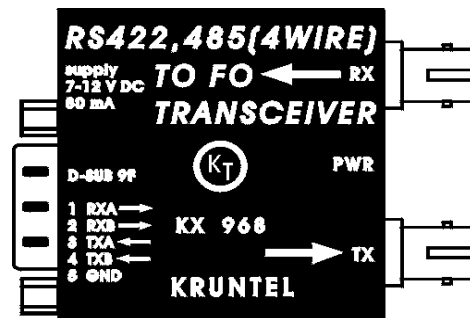 RS422,485(4WIRE)
supply
7-12 V DC
80 mA
TO FO
RX
TRANSCEIVER
KT
D-SUB 9F
PWR
1 RXA
2 RXB
3 TXA
4 TXB
5 GND
KX 968
TX
KRUNTEL